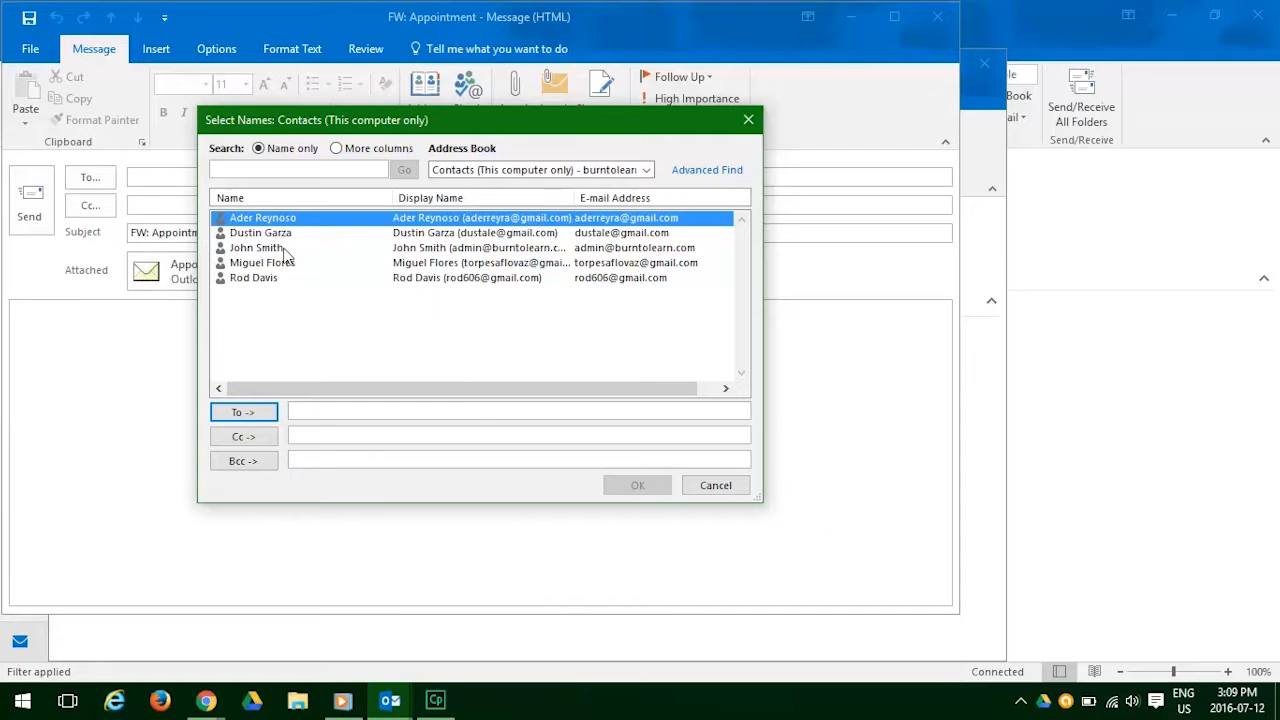 FW: Appointment - Message (HTML)
File Message Insert Options Format Text Review Tell me what you want to do
Paste
Cut
Copy
Format Painter
Clipboard
11
B I
Follow Up
High Importance
Book
Send/Receive All Folders
Send/Receive
Send
To...
Cc...
Subject FW: Appointm
Attached
Select Names: Contacts (This computer only)
Search: Name only More columns Address Book
Go Contacts (This computer only) - burntolearn Advanced Find
Name Display Name E-mail Address
Ader Reynoso Ader Reynoso (aderreyra@gmail.com) aderreyra@gmail.com
Dustin Garza Dustin Garza (dustale@gmail.com) dustale@gmail.com
John Smith John Smith (admin@burntolearn.c... admin@burntolearn.com
Miguel Flores Miguel Flores (torpesaflovaz@gmai... torpesaflovaz@gmail.com
Rod Davis Rod Davis (rod606@gmail.com) rod606@gmail.com
To ->
Cc ->
Bcc ->
OK Cancel
Filter applied Connected 100%
Cp
ENG
US
3:09 PM
2016-07-12